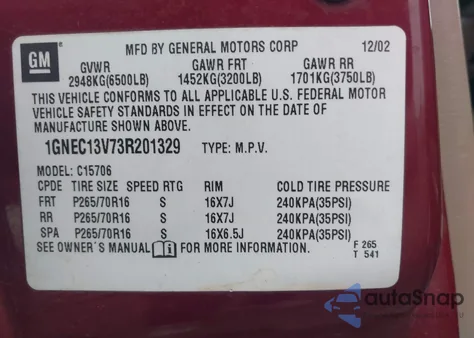 GM
MFD BY GENERAL MOTORS CORP 12/02
GVWR GAWR FRT GAWR RR
2948KG(6500LB) 1452KG(3200LB) 1701KG(3750LB)
THIS VEHICLE CONFORMS TO ALL APPLICABLE U.S. FEDERAL MOTOR
VEHICLE SAFETY STANDARDS IN EFFECT ON THE DATE OF
MANUFACTURE SHOWN ABOVE.
1GNEC13V73R201329 TYPE: M.P.V.
MODEL: C15706
CPDE TIRE SIZE SPEED RTG RIM COLD TIRE PRESSURE
FRT P265/70R16 S 16X7J 240KPA(35PSI)
RR P265/70R16 S 16X7J 240KPA(35PSI)
SPA P265/70R16 S 16X6.5J 240KPA(35PSI)
SEE OWNER'S MANUAL FOR MORE INFORMATION.
F 265
T 541
autoSnap